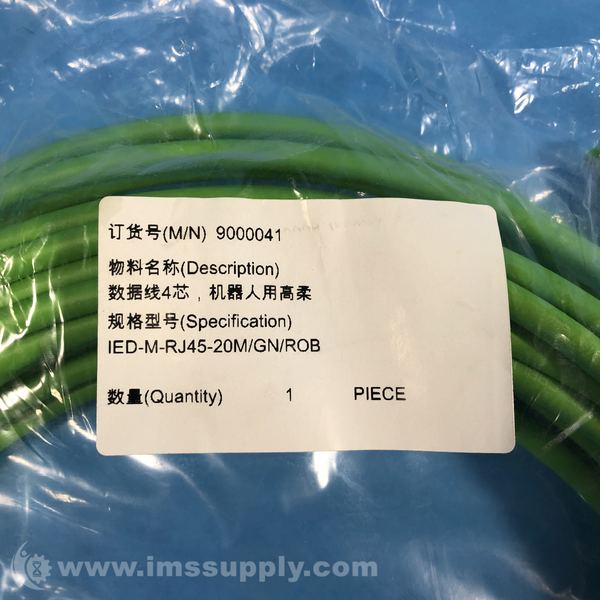 订货号(M/N) 9000041
物料名称(Description)
数据线4芯，机器人用高柔
规格型号(Specification)
IED-M-RJ45-20M/GN/ROB
数量(Quantity) 1 PIECE
www.imssupply.com